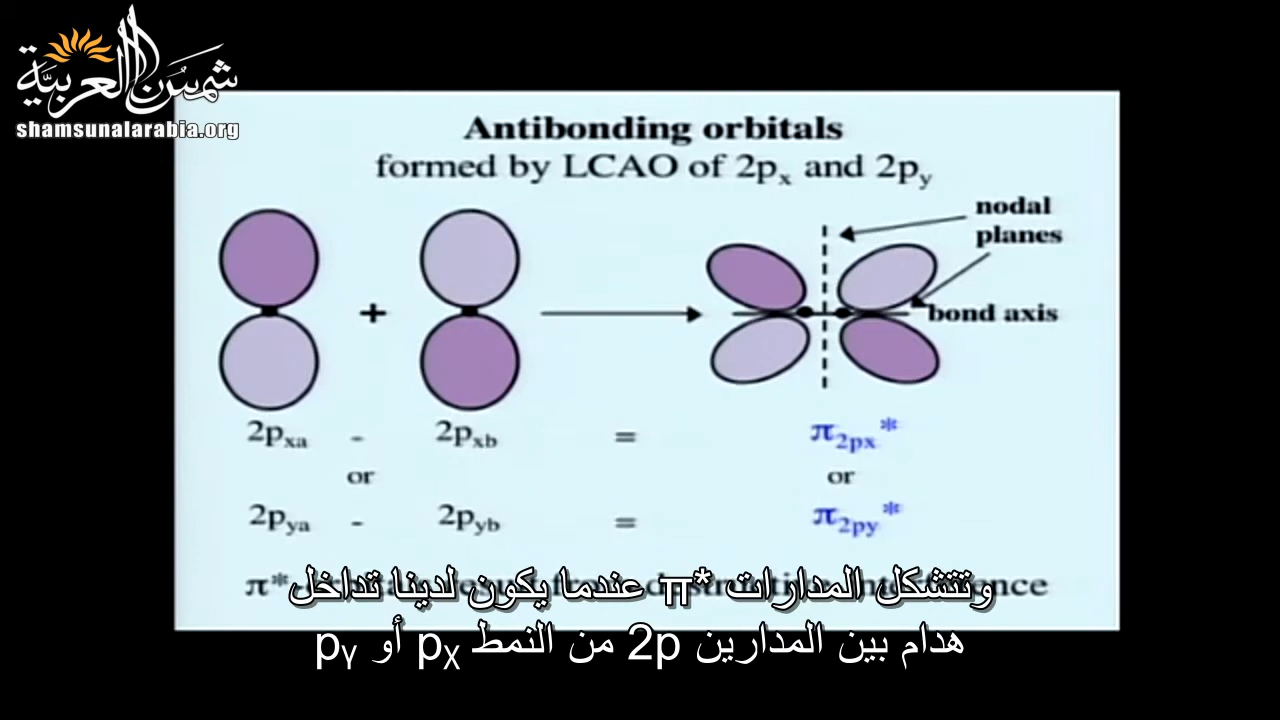 شمس العربية
shamsunalarabia.org
Antibonding orbitals
formed by LCAO of 2pₓ and 2pᵧ
nodal
planes
+
bond axis
2pₓₐ - 2pₓb = π₂ₚₓ*
or or
2pᵧₐ - 2pᵧb = π₂ₚᵧ*
π*
وتتشكل المدارات *π عندما يكون لدينا تداخل
هدام بين المدارين 2p من النمط pₓ أو pᵧ